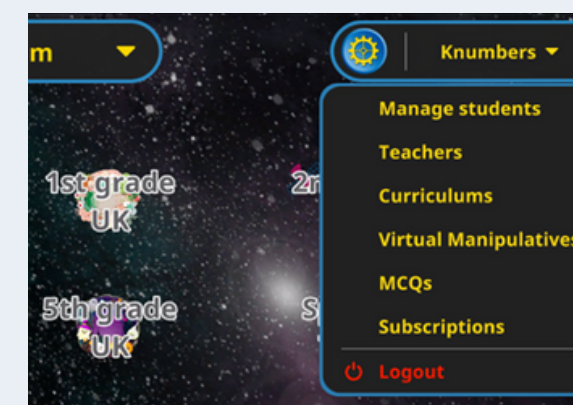 m
Knumbers
Manage students
Teachers
Curriculums
Virtual Manipulatives
MCQs
Subscriptions
Logout
1st grade
UK
2n
5th grade
UK
S